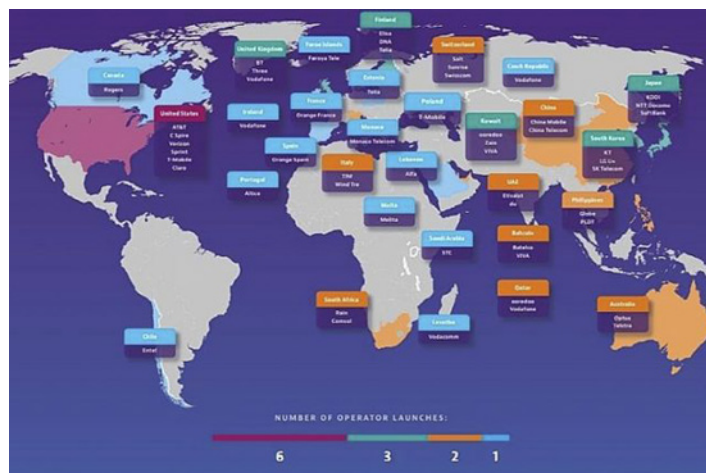 Finland
Elisa
DNA
Telia
United Kingdom
BT
Three
Vodafone
Faroe Islands
Faroya Tele
Switzerland
Salt
Sunrise
Swisscom
Czech Republic
Vodafone
Canada
Rogers
Estonia
Telia
Japan
KDDI
NTT Docomo
SoftBank
United States
AT&T
C Spire
Verizon
Sprint
T-Mobile
Claro
Ireland
Vodafone
France
Orange France
Poland
T-Mobile
China
China Mobile
China Telecom
Monaco
Monaco Telecom
Kuwait
ooredoo
Zain
VIVA
South Korea
KT
LG U+
SK Telecom
Spain
Orange Spain
Italy
TIM
Wind Tre
Lebanon
Alfa
Portugal
Altice
UAE
Etisalat
du
Philippines
Globe
PLDT
Malta
Melita
Saudi Arabia
STC
Bahrain
Batelco
VIVA
Qatar
ooredoo
Vodafone
South Africa
Rain
Comsol
Lesotho
Vodacomm
Australia
Optus
Telstra
Chile
Entel
NUMBER OF OPERATOR LAUNCHES:
6 3 2 1